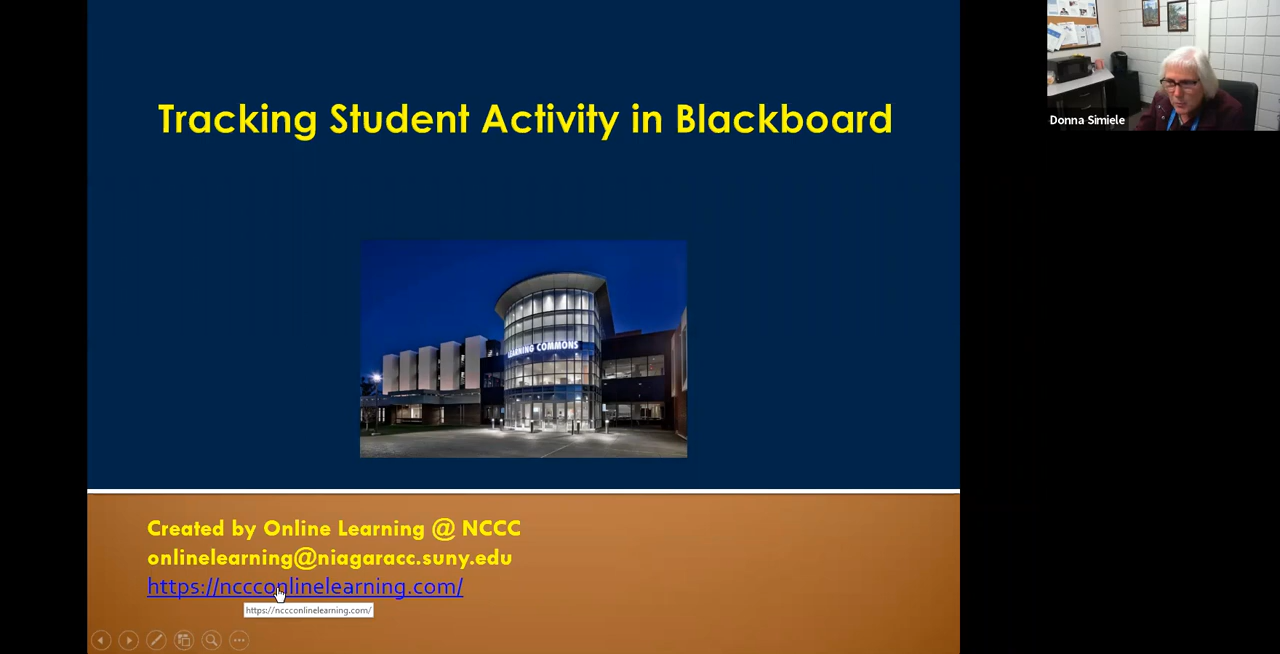 Tracking Student Activity in Blackboard
Donna Simiele
LEARNING COMMONS
Created by Online Learning @ NCCC
onlinelearning@niagaracc.suny.edu
https://nccconlinelearning.com/
https://nccconlinelearning.com/